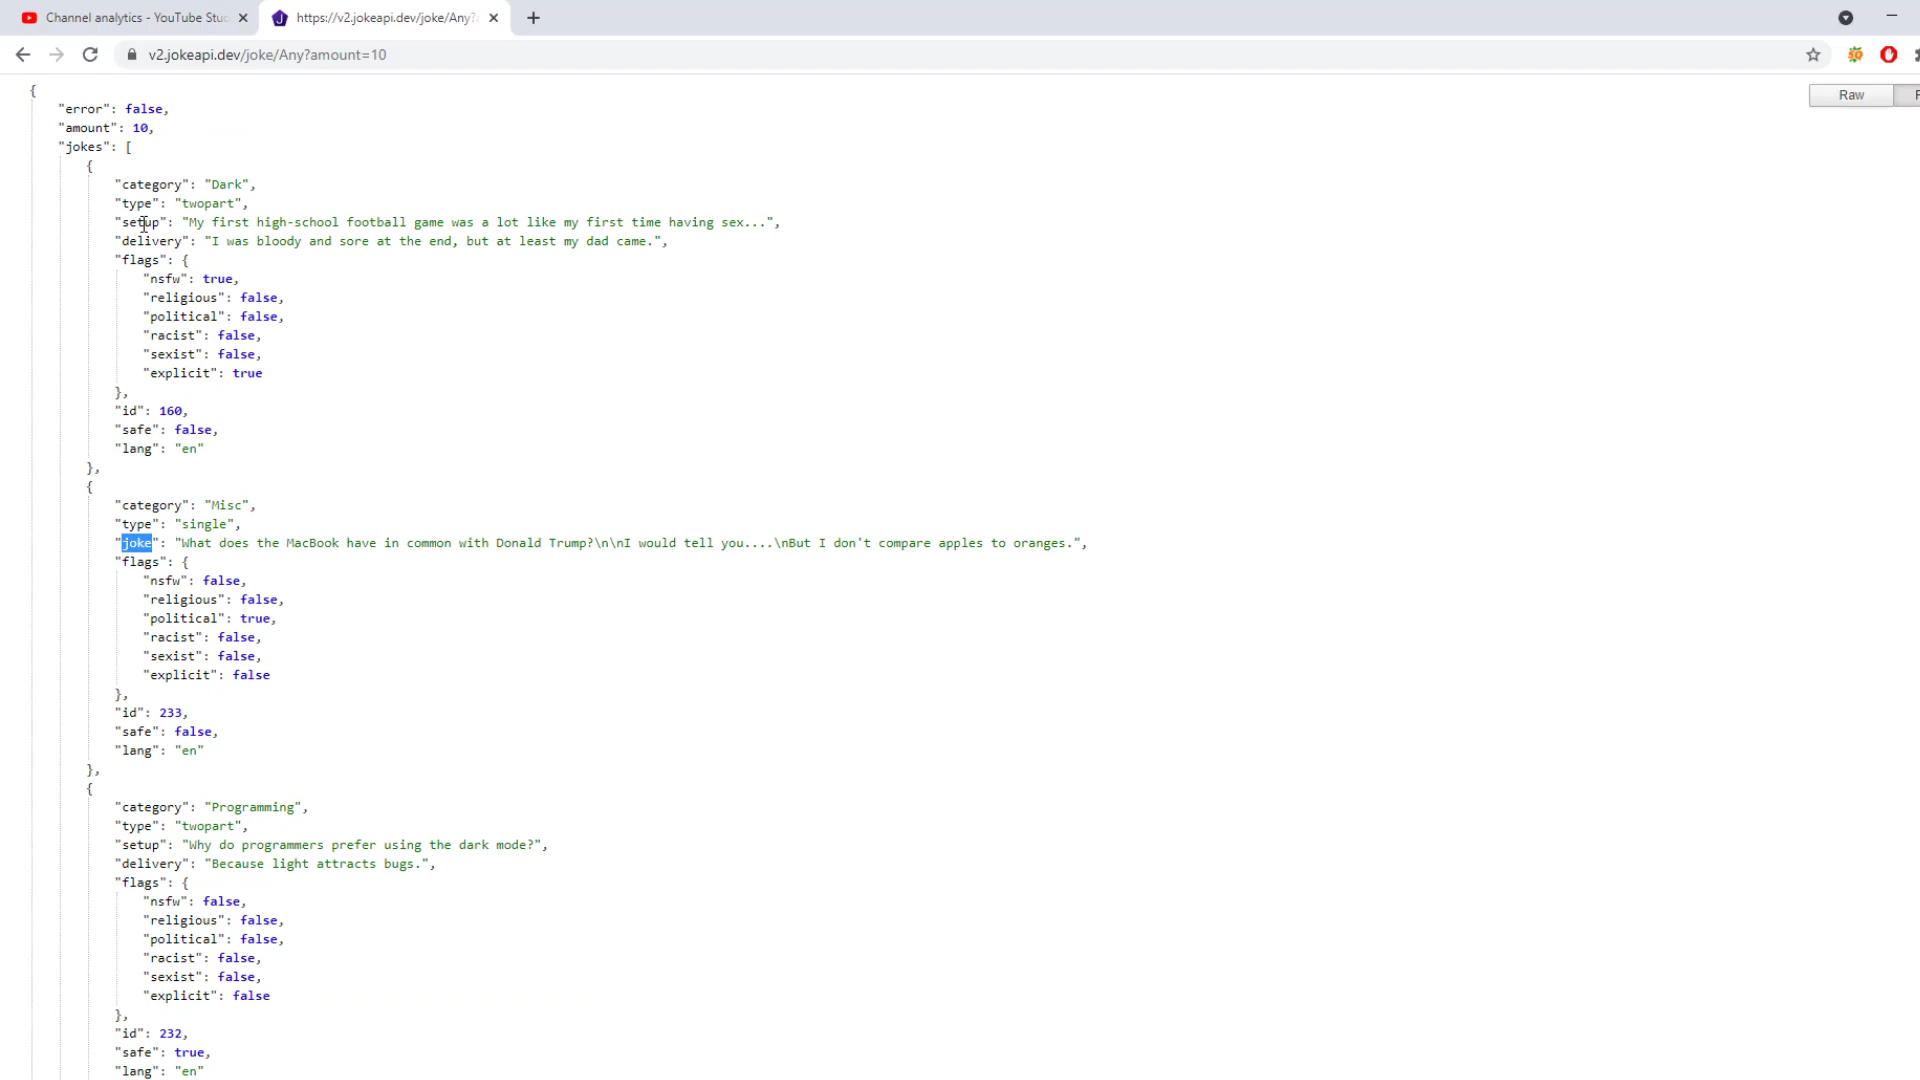 Channel analytics - YouTube Stu
https://v2.jokeapi.dev/joke/Any?
v2.jokeapi.dev/joke/Any?amount=10
Raw
{
"error": false,
"amount": 10,
"jokes": [
{
"category": "Dark",
"type": "twopart",
"setup": "My first high-school football game was a lot like my first time having sex...",
"delivery": "I was bloody and sore at the end, but at least my dad came.",
"flags": {
"nsfw": true,
"religious": false,
"political": false,
"racist": false,
"sexist": false,
"explicit": true
},
"id": 160,
"safe": false,
"lang": "en"
},
{
"category": "Misc",
"type": "single",
"joke": "What does the MacBook have in common with Donald Trump?\n\nI would tell you....\nBut I don't compare apples to oranges.",
"flags": {
"nsfw": false,
"religious": false,
"political": true,
"racist": false,
"sexist": false,
"explicit": false
},
"id": 233,
"safe": false,
"lang": "en"
},
{
"category": "Programming",
"type": "twopart",
"setup": "Why do programmers prefer using the dark mode?",
"delivery": "Because light attracts bugs.",
"flags": {
"nsfw": false,
"religious": false,
"political": false,
"racist": false,
"sexist": false,
"explicit": false
},
"id": 232,
"safe": true,
"lang": "en"